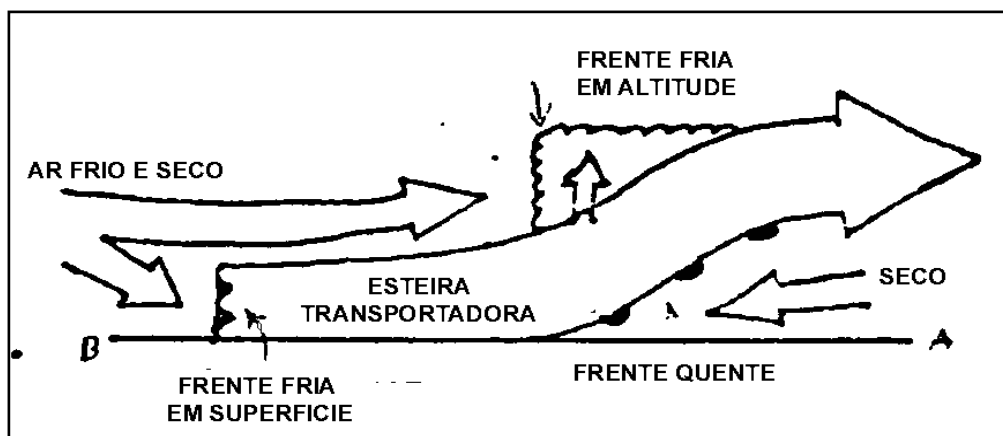 FRENTE FRIA
EM ALTITUDE
AR FRIO E SECO
ESTEIRA
TRANSPORTADORA
SECO
B
A
FRENTE FRIA
EM SUPERFICIE
FRENTE QUENTE